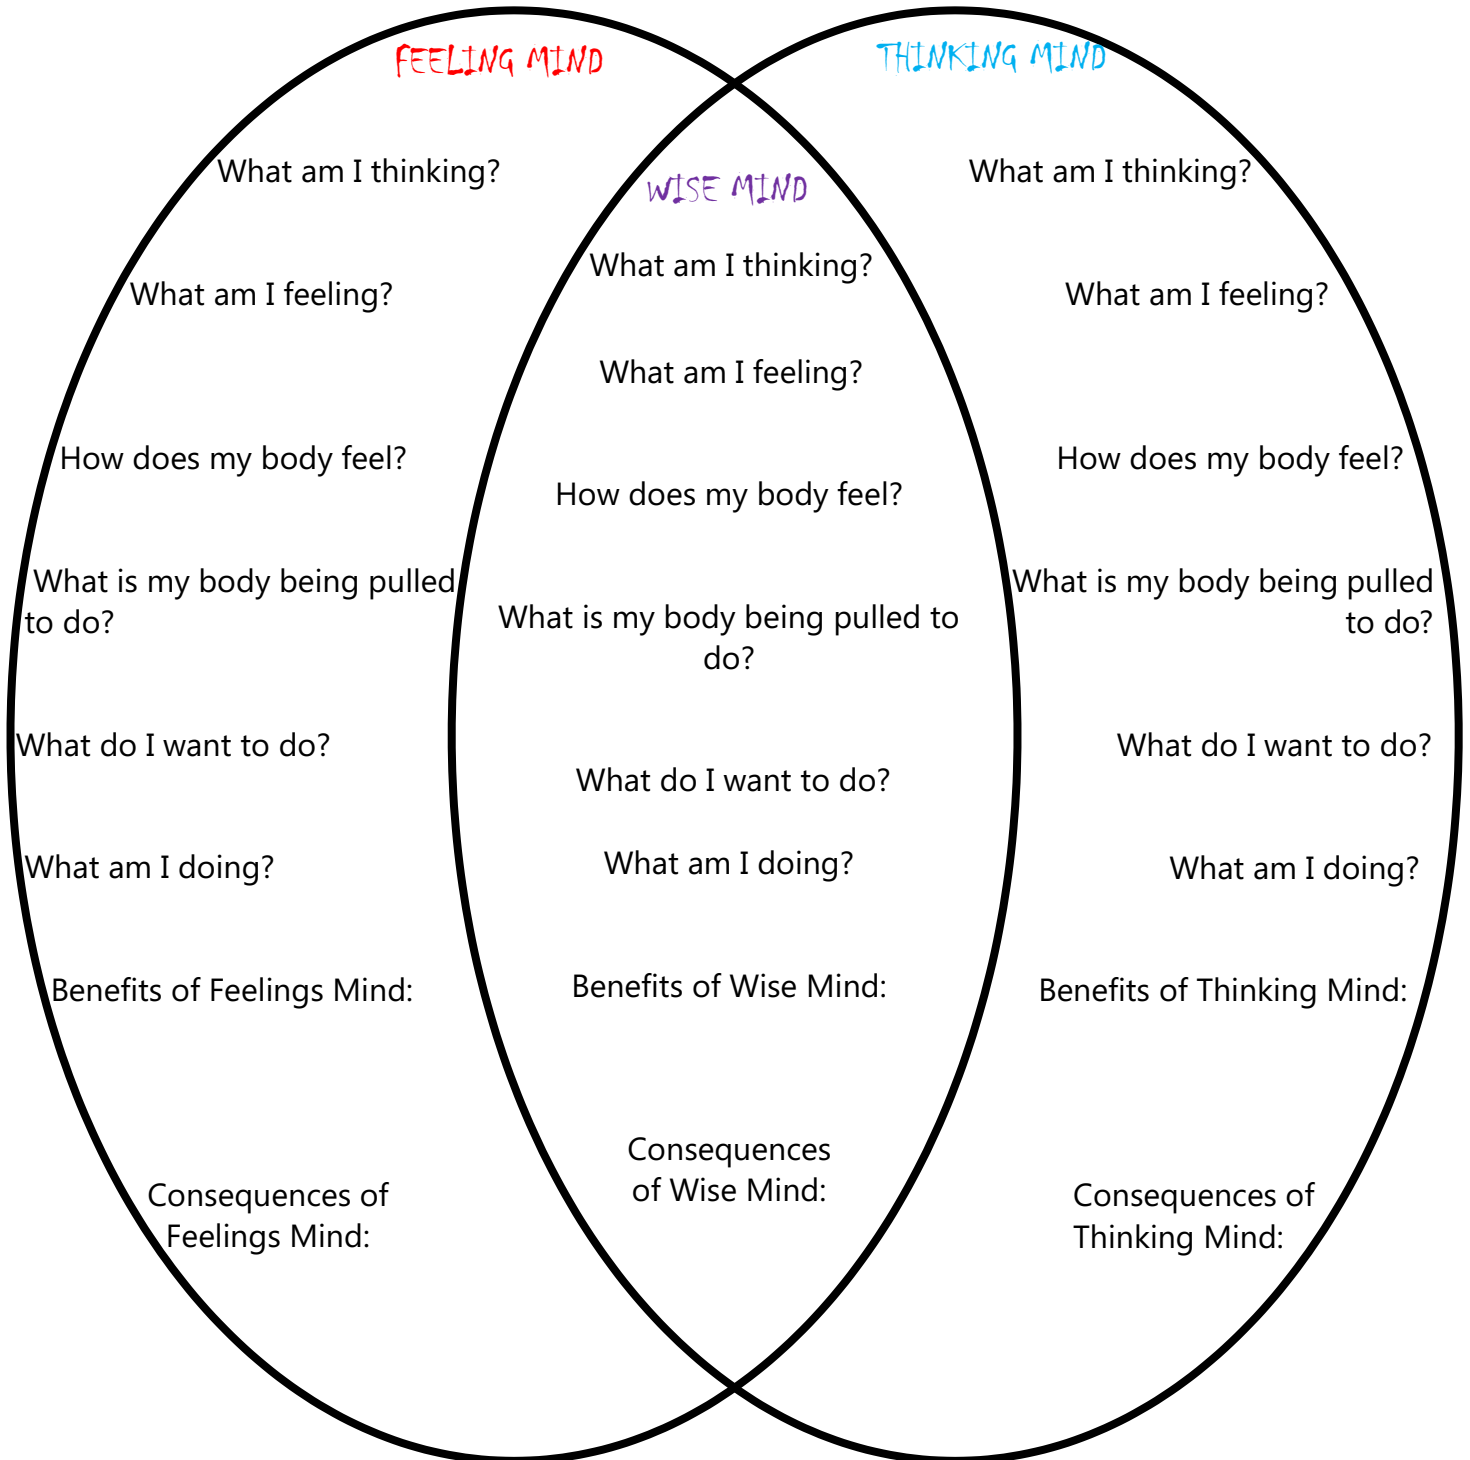 FEELING MIND
What am I thinking?
What am I feeling?
How does my body feel?
What is my body being pulled
to do?
What do I want to do?
What am I doing?
Benefits of Feelings Mind:
Consequences of
Feelings Mind:
WISE MIND
What am I thinking?
What am I feeling?
How does my body feel?
What is my body being pulled to
do?
What do I want to do?
What am I doing?
Benefits of Wise Mind:
Consequences
of Wise Mind:
THINKING MIND
What am I thinking?
What am I feeling?
How does my body feel?
What is my body being pulled
to do?
What do I want to do?
What am I doing?
Benefits of Thinking Mind:
Consequences of
Thinking Mind: